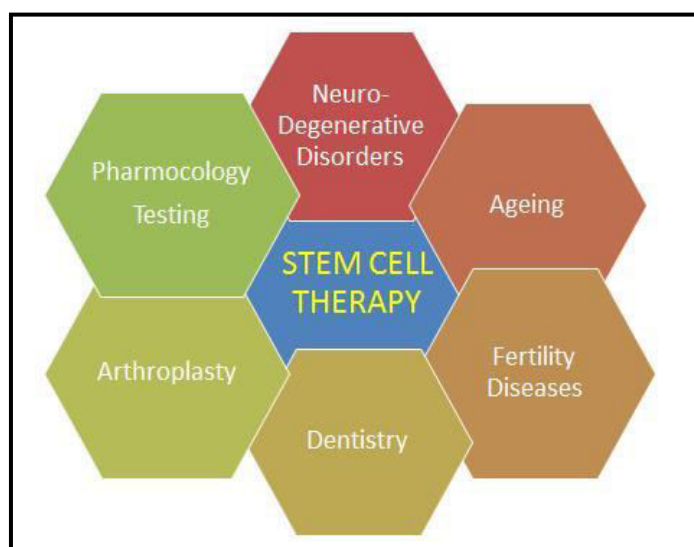 Neuro-
Degenerative
Disorders
Pharmocology
Testing
Ageing
STEM CELL
THERAPY
Arthroplasty
Fertility
Diseases
Dentistry